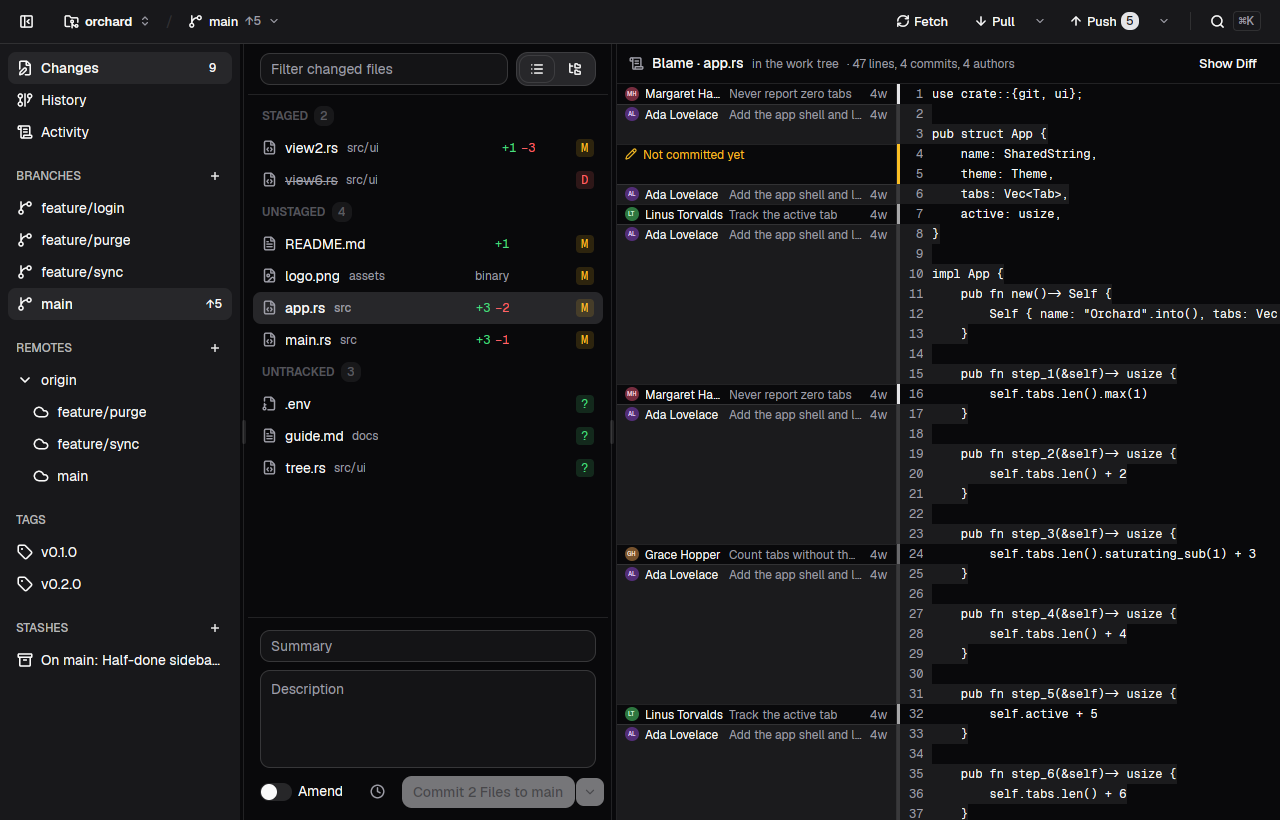 orchard / main ↑5 Fetch Pull Push 5 ⌘K
Changes 9
History
Activity
BRANCHES +
feature/login
feature/purge
feature/sync
main ↑5
REMOTES +
origin
feature/purge
feature/sync
main
TAGS
v0.1.0
v0.2.0
STASHES +
On main: Half-done sideba...
Filter changed files
STAGED 2
view2.rs src/ui +1 −3 M
view6.rs src/ui D
UNSTAGED 4
README.md +1 M
logo.png assets binary M
app.rs src +3 −2 M
main.rs src +3 −1 M
UNTRACKED 3
.env ?
guide.md docs ?
tree.rs src/ui ?
Summary
Description
Amend Commit 2 Files to main
Blame · app.rs in the work tree · 47 lines, 4 commits, 4 authors Show Diff
MH Margaret Ha... Never report zero tabs 4w
AL Ada Lovelace Add the app shell and l... 4w
Not committed yet
AL Ada Lovelace Add the app shell and l... 4w
LT Linus Torvalds Track the active tab 4w
AL Ada Lovelace Add the app shell and l... 4w
MH Margaret Ha... Never report zero tabs 4w
AL Ada Lovelace Add the app shell and l... 4w
GH Grace Hopper Count tabs without th... 4w
AL Ada Lovelace Add the app shell and l... 4w
LT Linus Torvalds Track the active tab 4w
AL Ada Lovelace Add the app shell and l... 4w
1 use crate::{git, ui};
2
3 pub struct App {
4 name: SharedString,
5 theme: Theme,
6 tabs: Vec<Tab>,
7 active: usize,
8 }
9
10 impl App {
11 pub fn new() -> Self {
12 Self { name: "Orchard".into(), tabs: Vec
13 }
14
15 pub fn step_1(&self) -> usize {
16 self.tabs.len().max(1)
17 }
18
19 pub fn step_2(&self) -> usize {
20 self.tabs.len() + 2
21 }
22
23 pub fn step_3(&self) -> usize {
24 self.tabs.len().saturating_sub(1) + 3
25 }
26
27 pub fn step_4(&self) -> usize {
28 self.tabs.len() + 4
29 }
30
31 pub fn step_5(&self) -> usize {
32 self.active + 5
33 }
34
35 pub fn step_6(&self) -> usize {
36 self.tabs.len() + 6
37 }